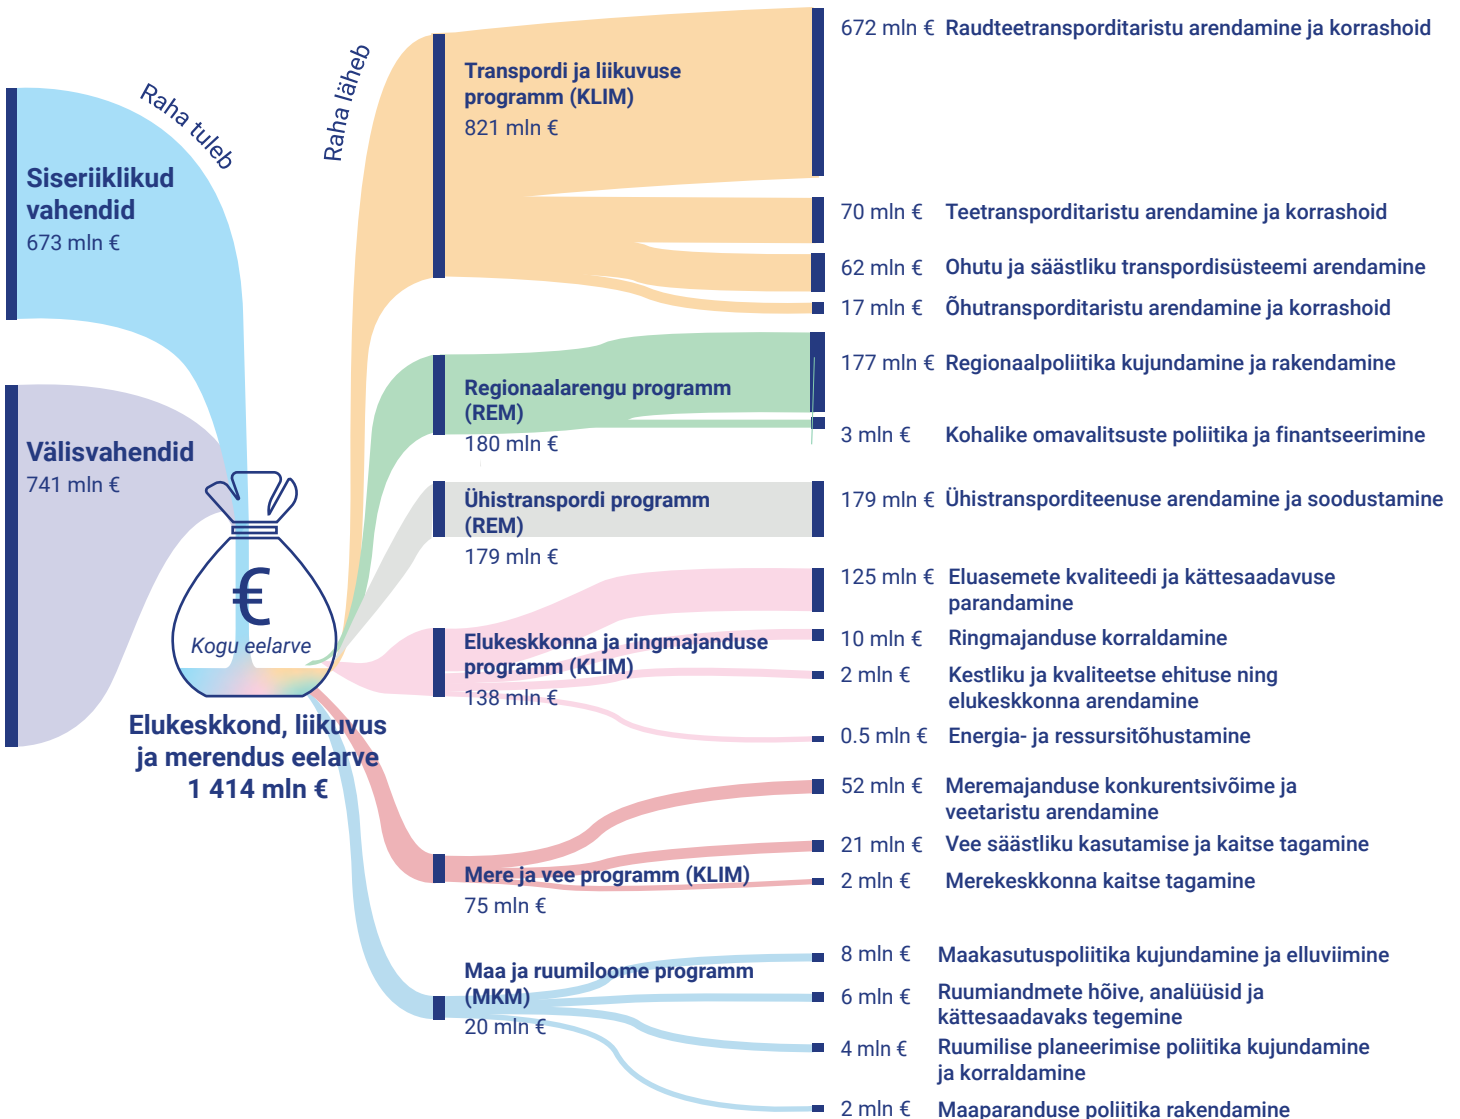 Raha tuleb
Raha läheb
Siseriiklikud
vahendid
673 mln €
Välisvahendid
741 mln €
€
Kogu eelarve
Elukeskkond, liikuvus
ja merendus eelarve
1 414 mln €
Transpordi ja liikuvuse
programm (KLIM)
821 mln €
672 mln € Raudteetransporditaristu arendamine ja korrashoid
70 mln € Teetransporditaristu arendamine ja korrashoid
62 mln € Ohutu ja säästliku transpordisüsteemi arendamine
17 mln € Õhutransporditaristu arendamine ja korrashoid
Regionaalarengu programm
(REM)
180 mln €
177 mln € Regionaalpoliitika kujundamine ja rakendamine
3 mln € Kohalike omavalitsuste poliitika ja finantseerimine
Ühistranspordi programm
(REM)
179 mln €
179 mln € Ühistransporditeenuse arendamine ja soodustamine
Elukeskkonna ja ringmajanduse
programm (KLIM)
138 mln €
125 mln € Eluasemete kvaliteedi ja kättesaadavuse
parandamine
10 mln € Ringmajanduse korraldamine
2 mln € Kestliku ja kvaliteetse ehituse ning
elukeskkonna arendamine
0.5 mln € Energia- ja ressursitõhustamine
Mere ja vee programm (KLIM)
75 mln €
52 mln € Meremajanduse konkurentsivõime ja
veetaristu arendamine
21 mln € Vee säästliku kasutamise ja kaitse tagamine
2 mln € Merekeskkonna kaitse tagamine
Maa ja ruumiloome programm
(MKM)
20 mln €
8 mln € Maakasutuspoliitika kujundamine ja elluviimine
6 mln € Ruumiandmete hõive, analüüsid ja
kättesaadavaks tegemine
4 mln € Ruumilise planeerimise poliitika kujundamine
ja korraldamine
2 mln € Maaparanduse poliitika rakendamine